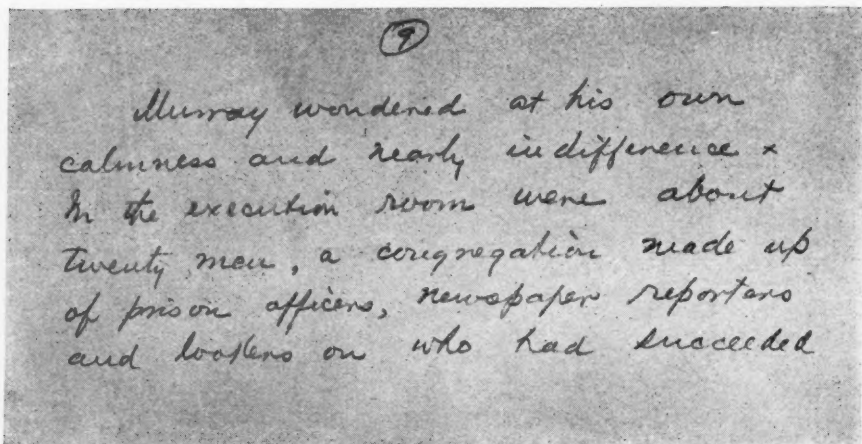 9
Murray wondered at his own
calmness and nearly indifference x
In the execution room were about
twenty men, a congregation made up
of prison officers, newspaper reporters
and lookers on who had succeeded